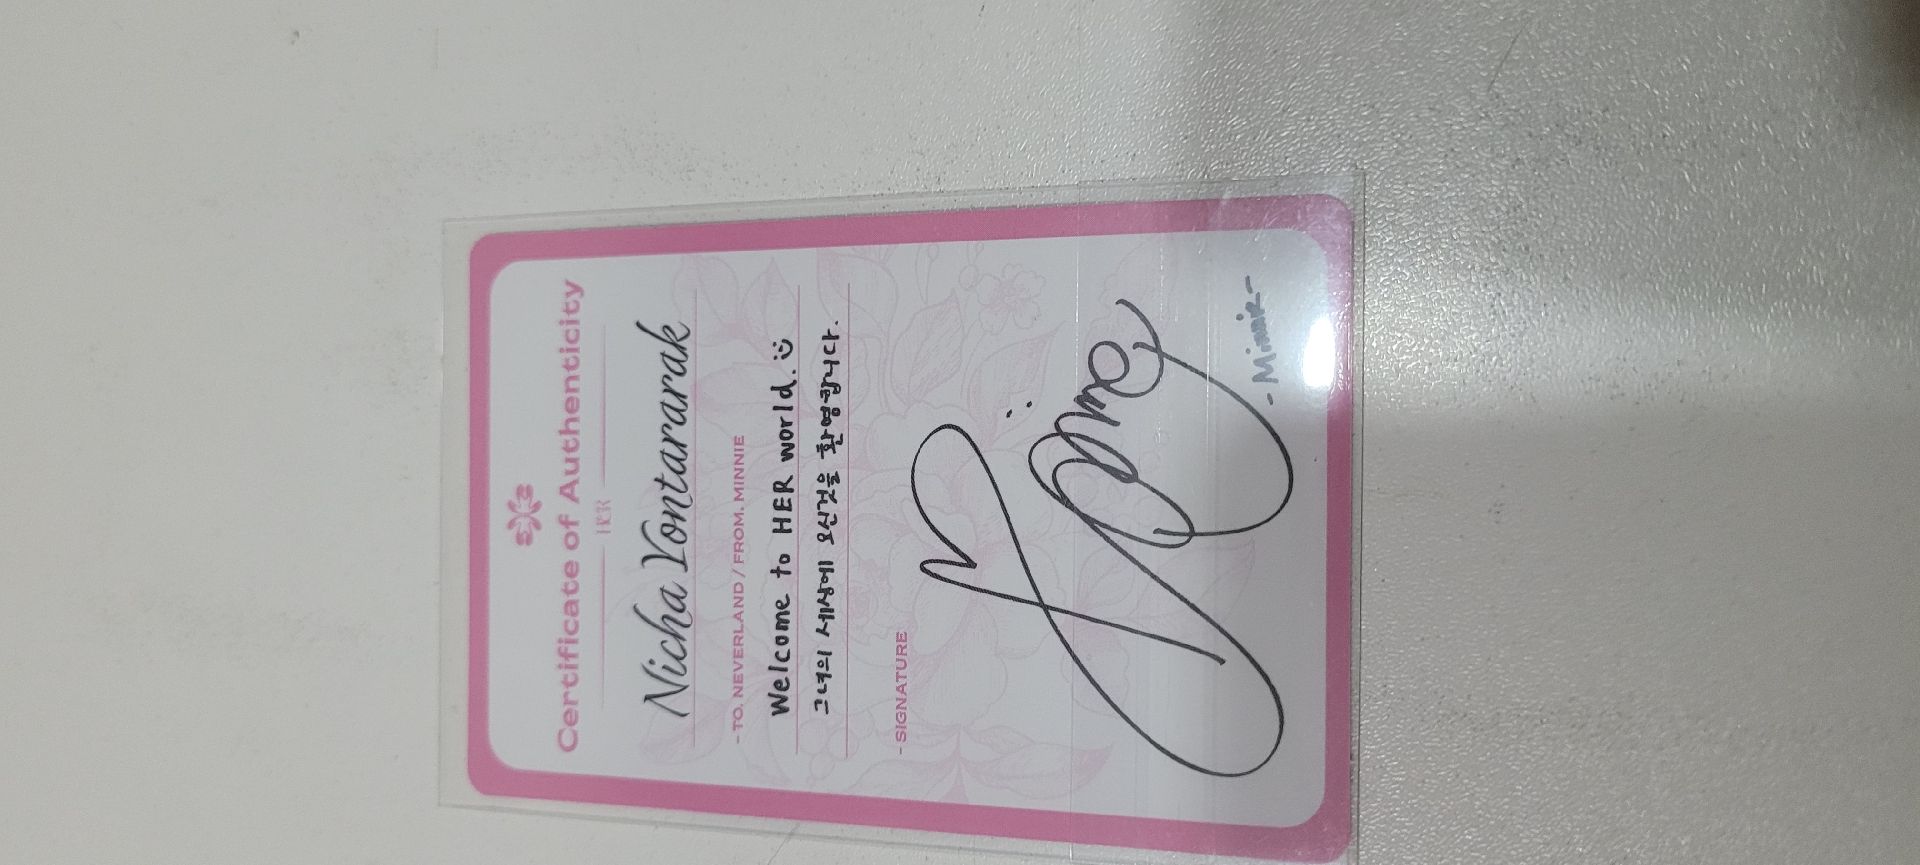 Certificate of Authenticity
HER
Nicha Yontararak
- TO. NEVERLAND / FROM. MINNIE
Welcome to HER world. :)
그녀의 세상에 오신것을 환영합니다.
- SIGNATURE
-Minnie-